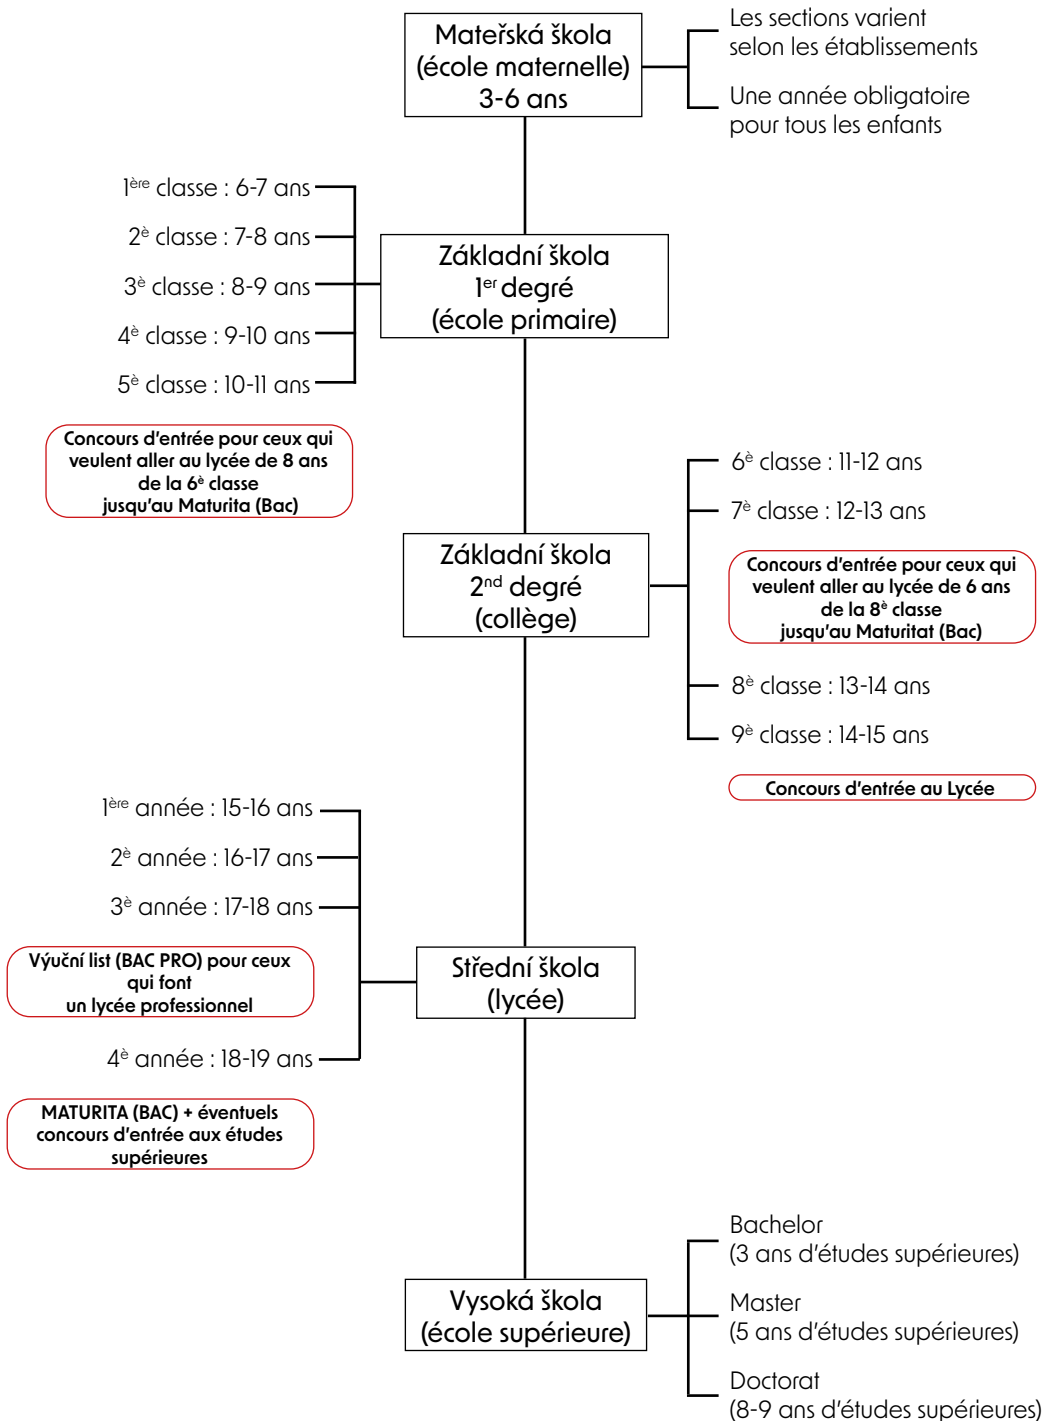 Mateřská škola
(école maternelle)
3-6 ans
Les sections varient
selon les établissements
Une année obligatoire
pour tous les enfants
1ère classe : 6-7 ans
2è classe : 7-8 ans
3è classe : 8-9 ans
4è classe : 9-10 ans
5è classe : 10-11 ans
Základní škola
1er degré
(école primaire)
Concours d'entrée pour ceux qui
veulent aller au lycée de 8 ans
de la 6è classe
jusqu'au Maturita (Bac)
Základní škola
2nd degré
(collège)
6è classe : 11-12 ans
7è classe : 12-13 ans
Concours d'entrée pour ceux qui
veulent aller au lycée de 6 ans
de la 8è classe
jusqu'au Maturitat (Bac)
8è classe : 13-14 ans
9è classe : 14-15 ans
Concours d'entrée au Lycée
1ère année : 15-16 ans
2è année : 16-17 ans
3è année : 17-18 ans
Výuční list (BAC PRO) pour ceux
qui font
un lycée professionnel
4è année : 18-19 ans
MATURITA (BAC) + éventuels
concours d'entrée aux études
supérieures
Střední škola
(lycée)
Vysoká škola
(école supérieure)
Bachelor
(3 ans d'études supérieures)
Master
(5 ans d'études supérieures)
Doctorat
(8-9 ans d'études supérieures)